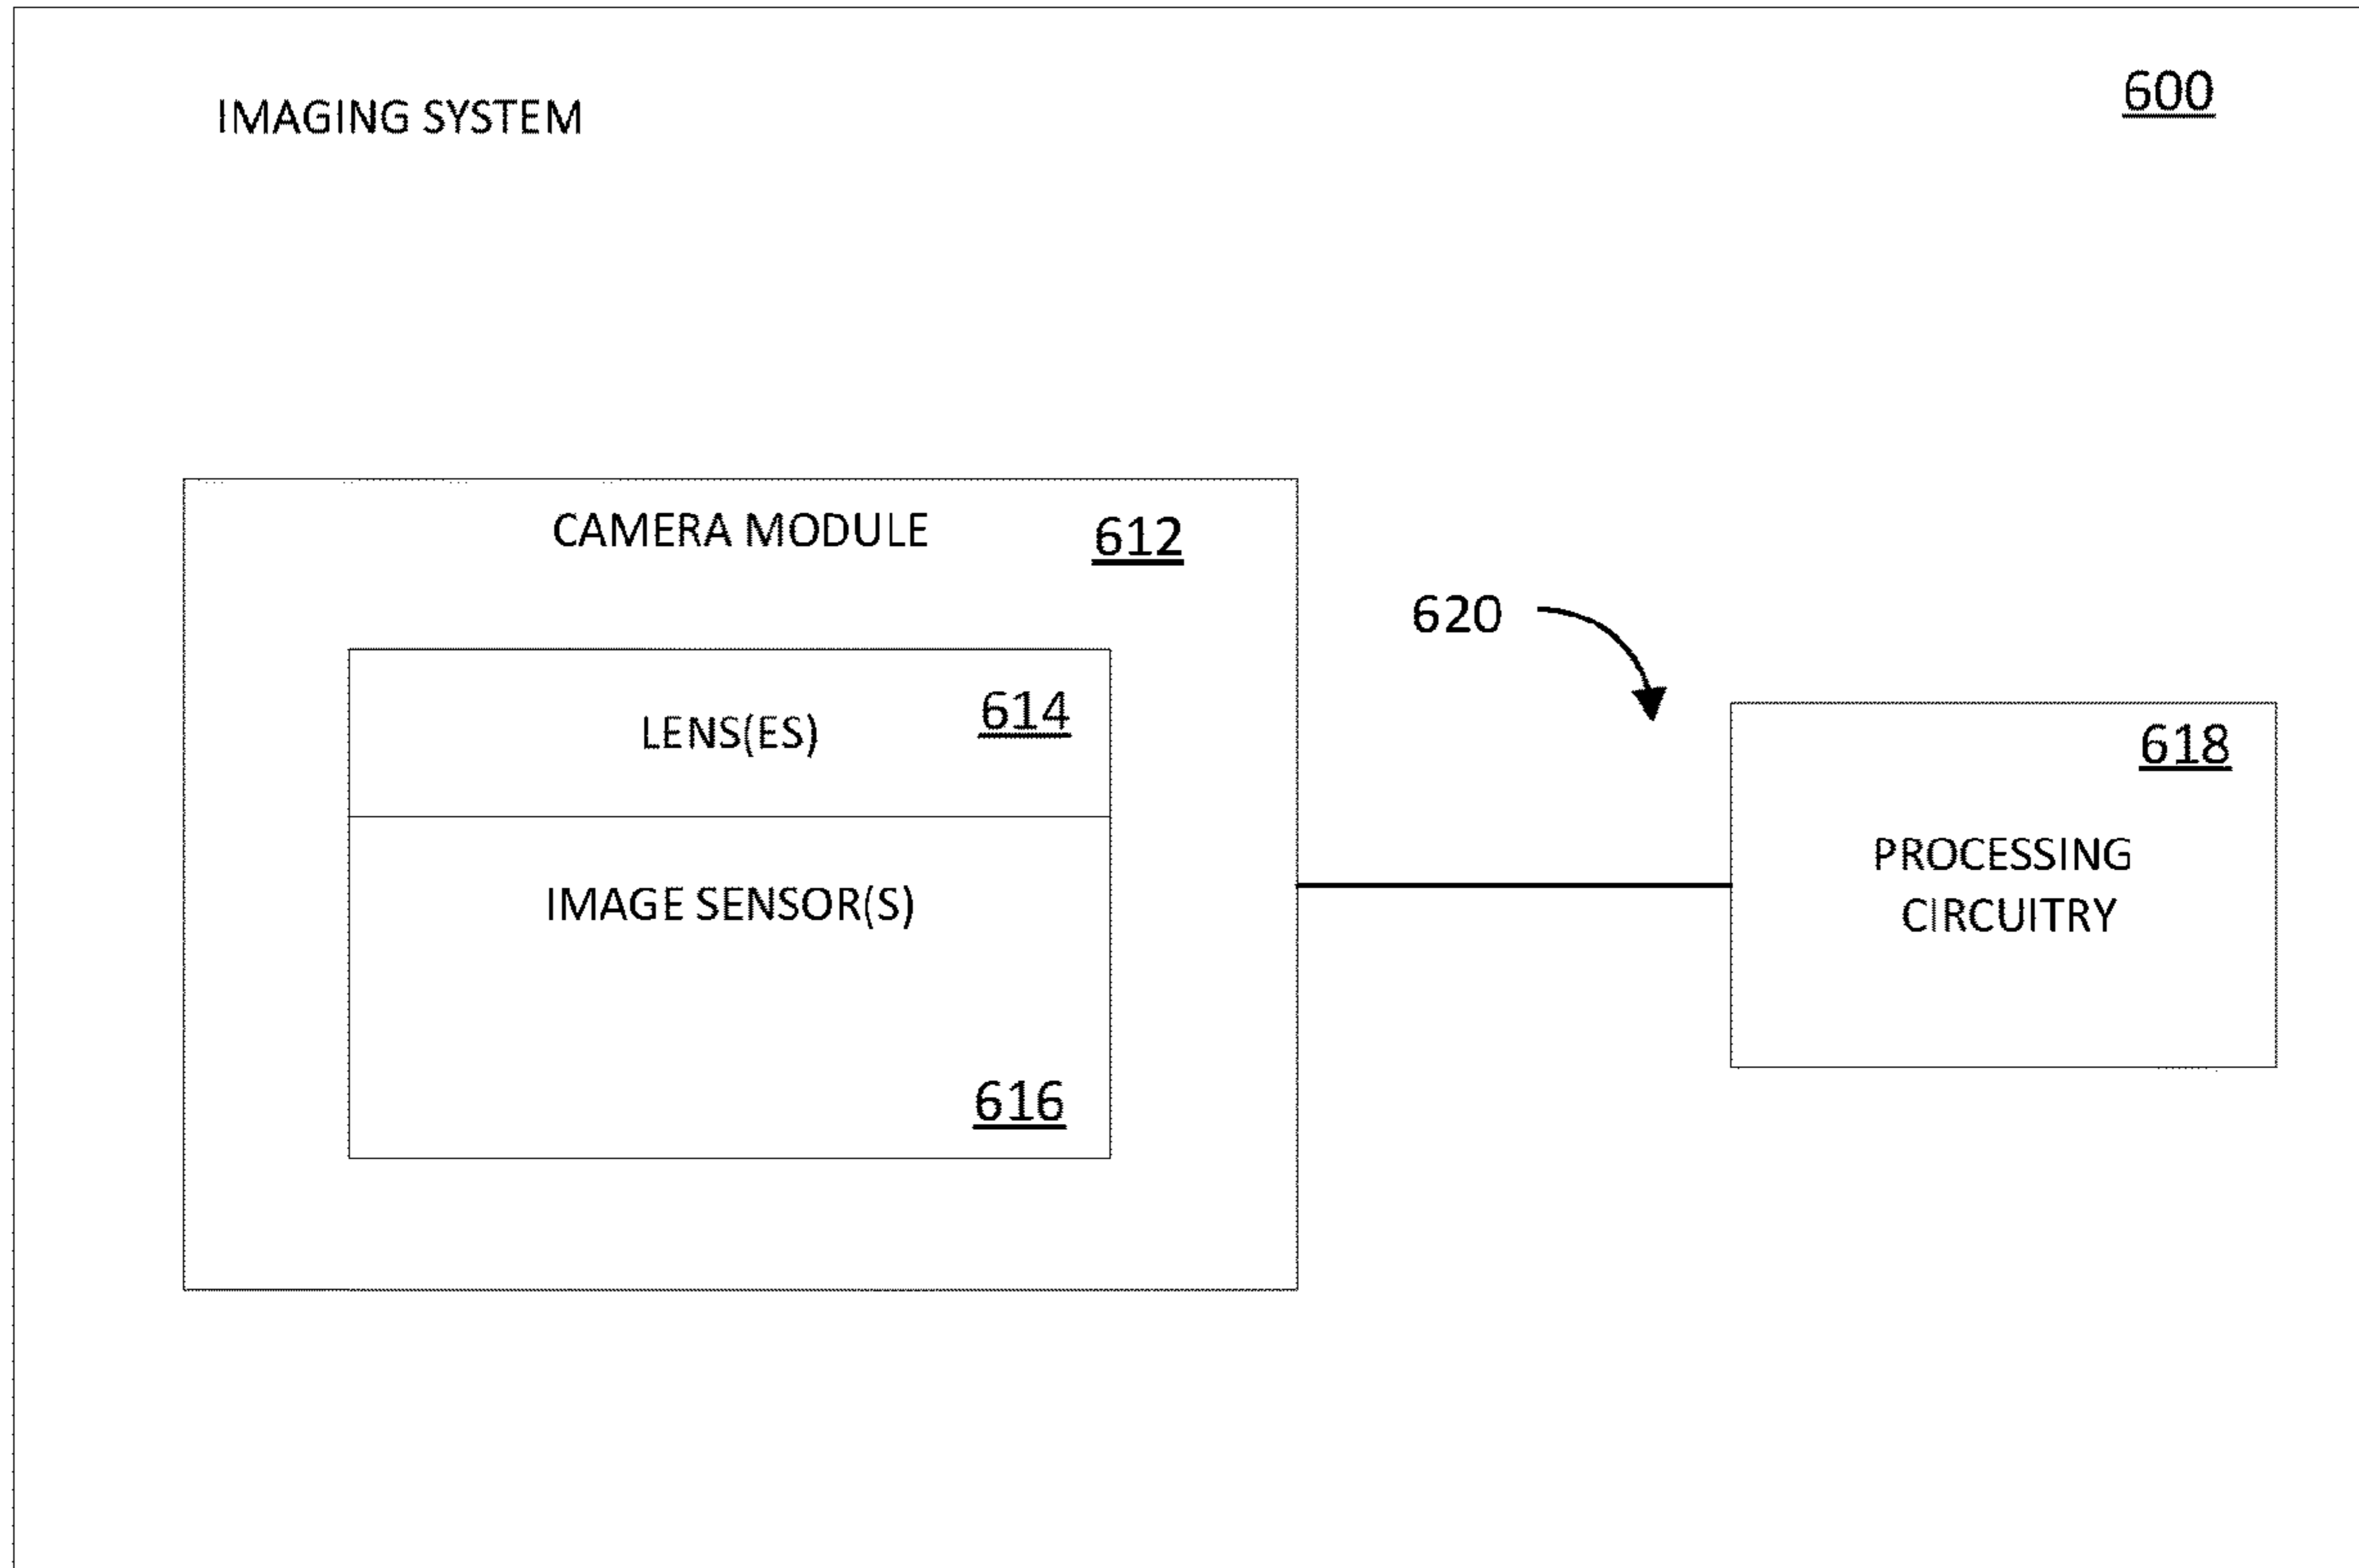 IMAGING SYSTEM
600
CAMERA MODULE
612
620
LENS(ES)
614
618
PROCESSING
CIRCUITRY
IMAGE SENSOR(S)
616